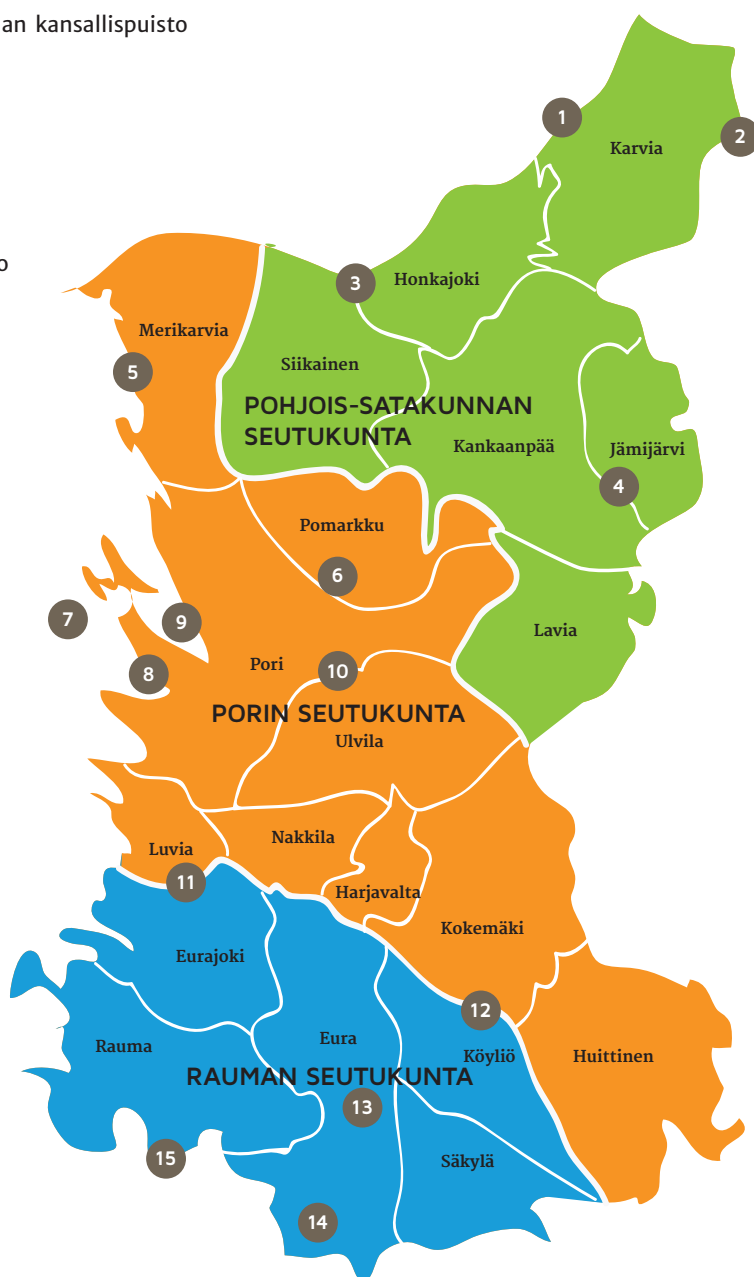 an kansallispuisto
1
2
Karvia
o
3
Honkajoki
Merikarvia
5
Siikainen
POHJOIS-SATAKUNNAN
SEUTUKUNTA
Kankaanpää
Jämijärvi
4
Pomarkku
6
7
9
Lavia
8
Pori
10
PORIN SEUTUKUNTA
Ulvila
Nakkila
Luvia
11
Harjavalta
Kokemäki
Eurajoki
12
Rauma
Eura
Köyliö
Huittinen
RAUMAN SEUTUKUNTA
13
15
Säkylä
14